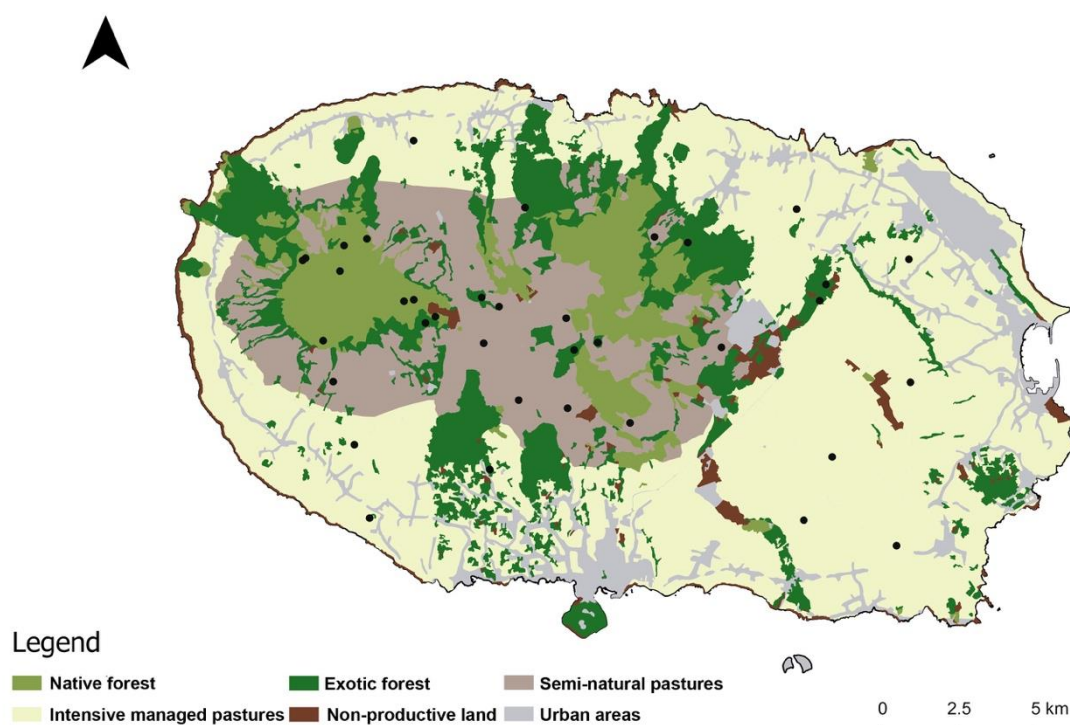 Legend
Native forest Exotic forest Semi-natural pastures
Intensive managed pastures Non-productive land Urban areas
0 2.5 5 km